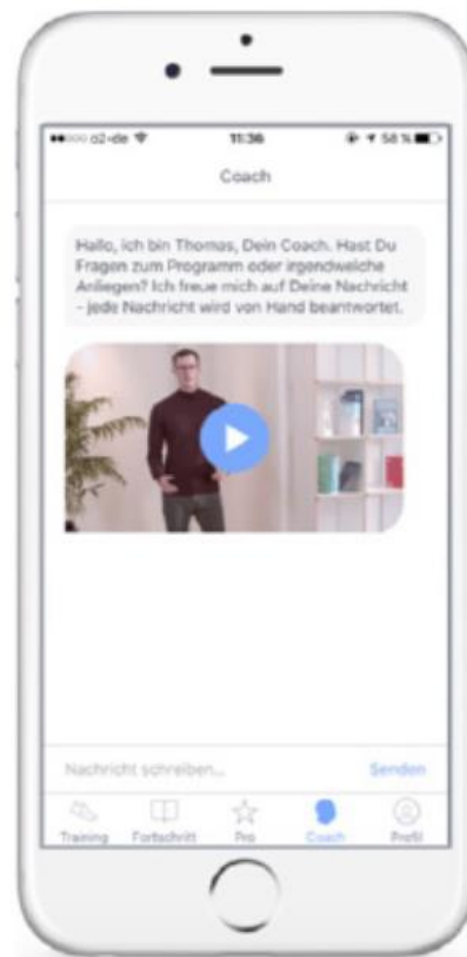 o2-de 11:36 58 %
Coach
Hallo, ich bin Thomas, Dein Coach. Hast Du
Fragen zum Programm oder irgendwelche
Anliegen? Ich freue mich auf Deine Nachricht
- jede Nachricht wird von Hand beantwortet.
Nachricht schreiben... Senden
Training Fortschritt Pro Coach Profil